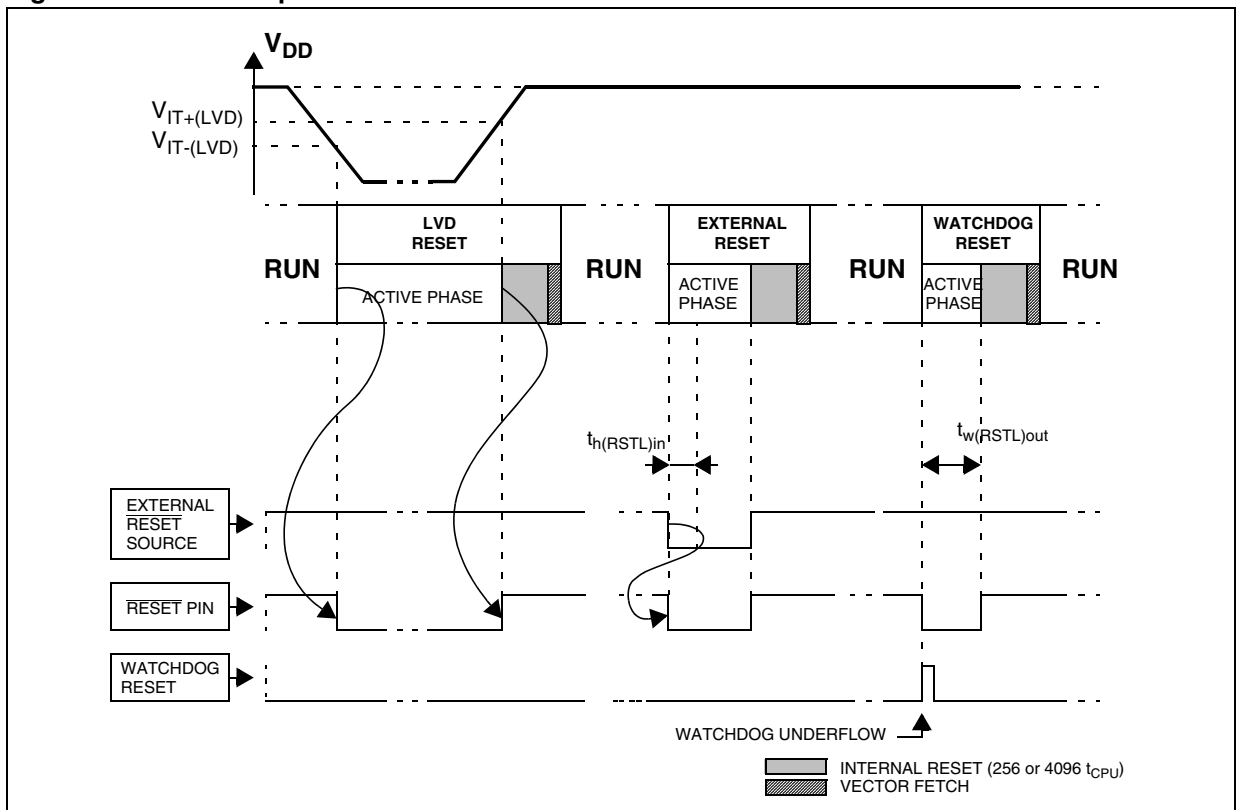 V_DD
V_IT+(LVD)
V_IT-(LVD)
LVD
RESET
EXTERNAL
RESET
WATCHDOG
RESET
RUN
RUN
RUN
RUN
ACTIVE PHASE
ACTIVE
PHASE
ACTIVE
PHASE
t_h(RSTL)in
t_w(RSTL)out
EXTERNAL
RESET
SOURCE
RESET PIN
WATCHDOG
RESET
WATCHDOG UNDERFLOW
INTERNAL RESET (256 or 4096 t_CPU)
VECTOR FETCH